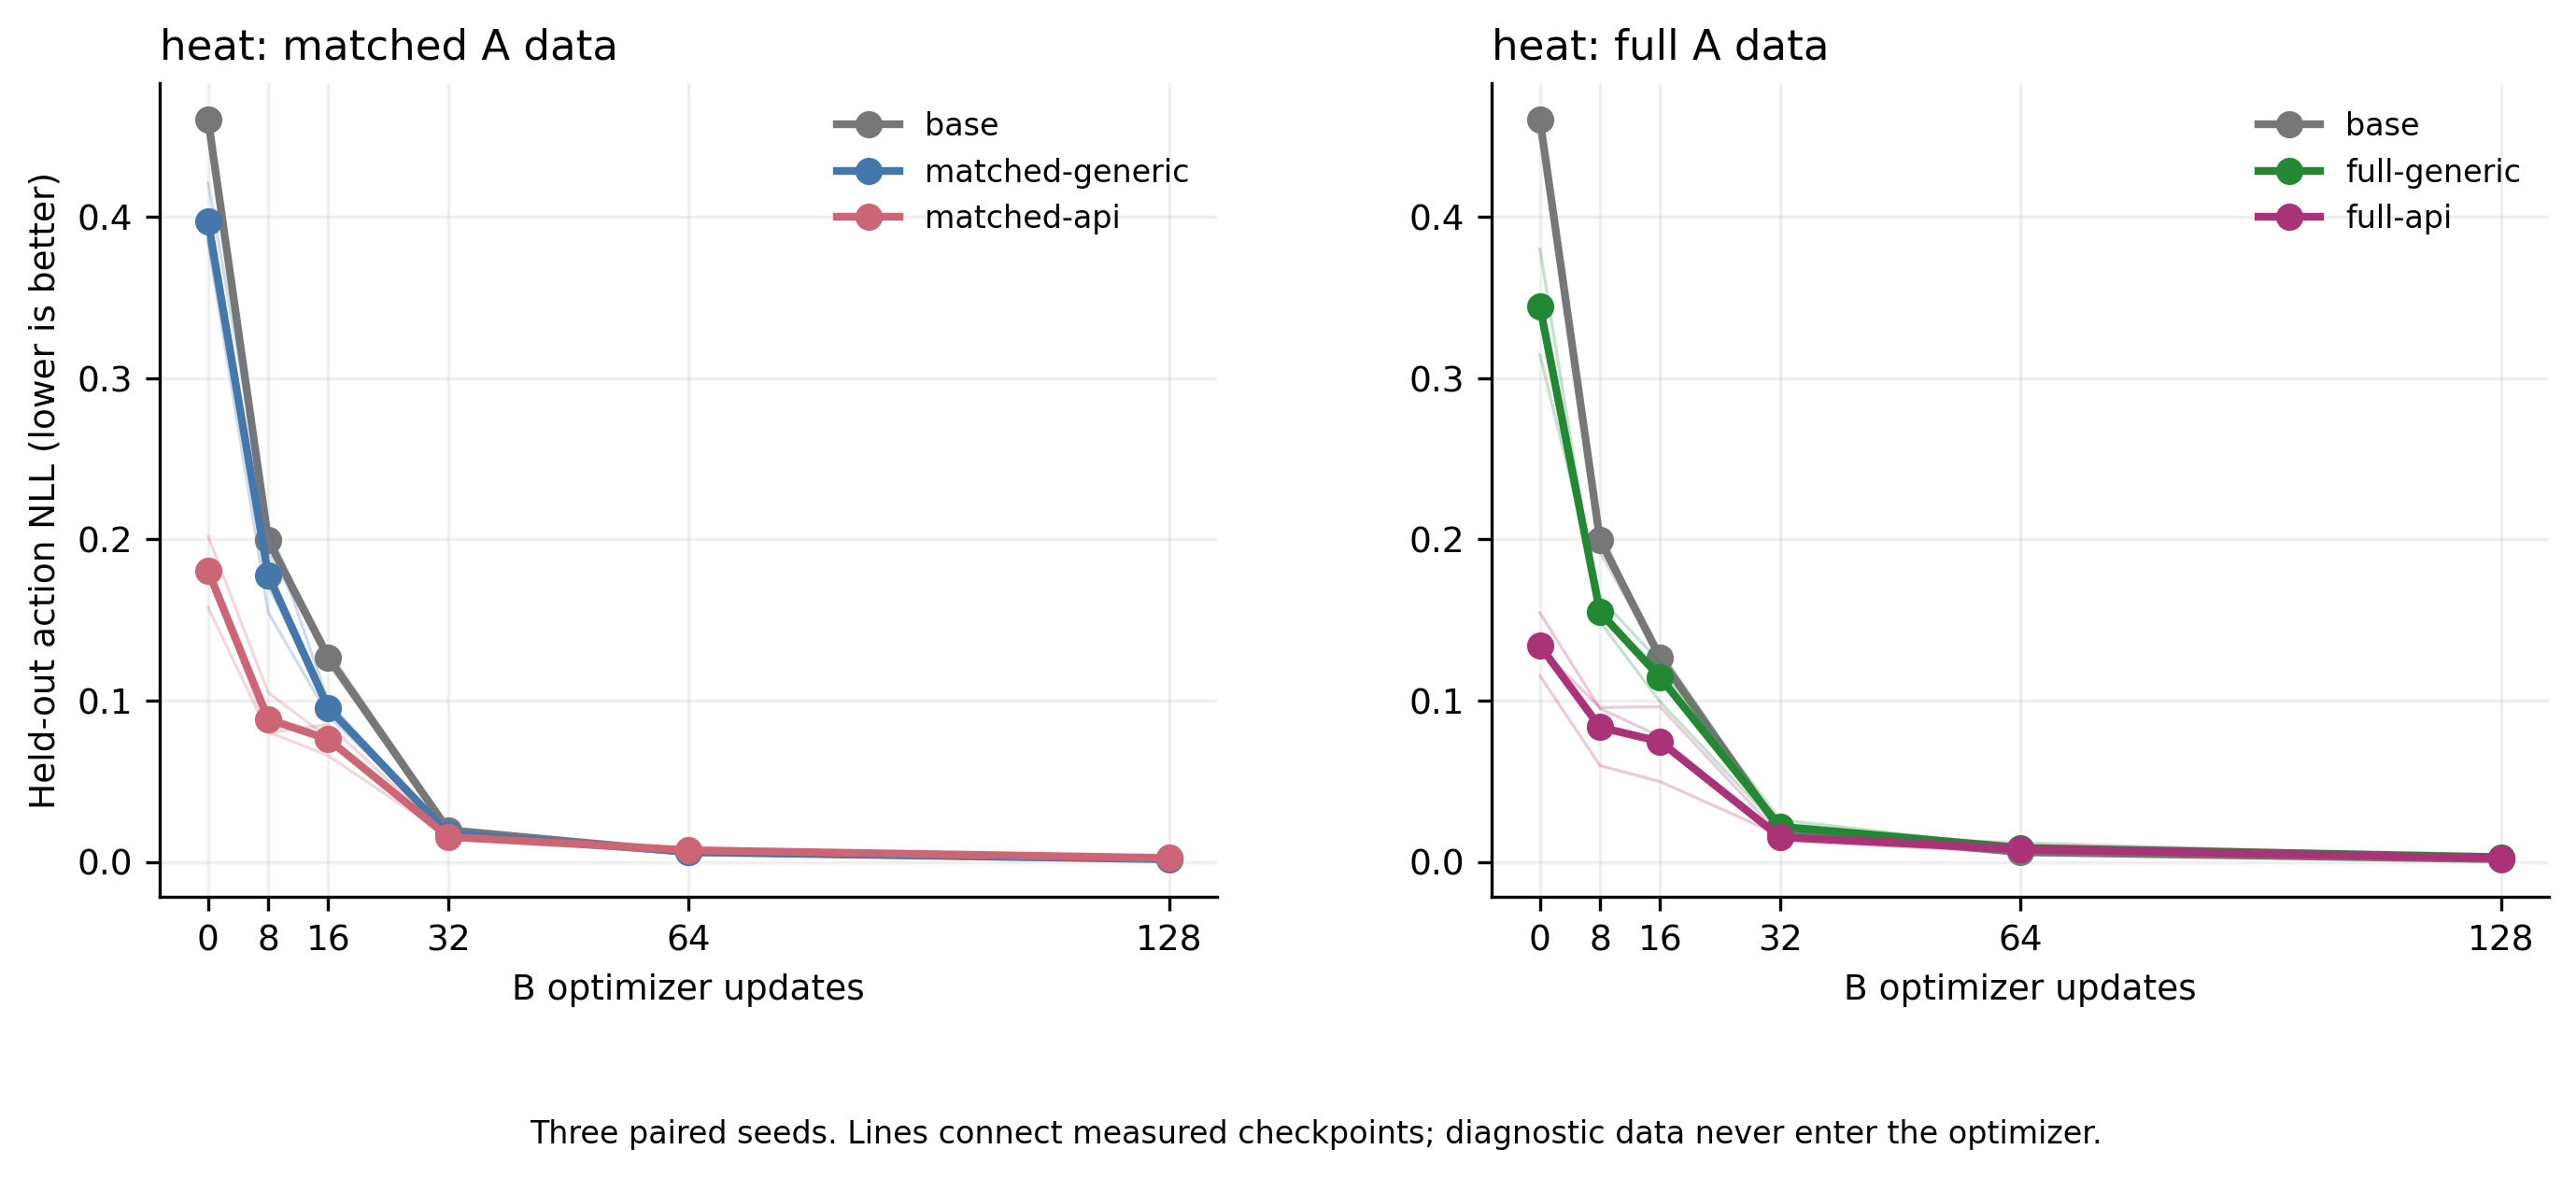 heat: matched A data
Held-out action NLL (lower is better)
0.4
0.3
0.2
0.1
0.0
0 8 16 32 64 128
B optimizer updates
base
matched-generic
matched-api
heat: full A data
0.4
0.3
0.2
0.1
0.0
0 8 16 32 64 128
B optimizer updates
base
full-generic
full-api
Three paired seeds. Lines connect measured checkpoints; diagnostic data never enter the optimizer.